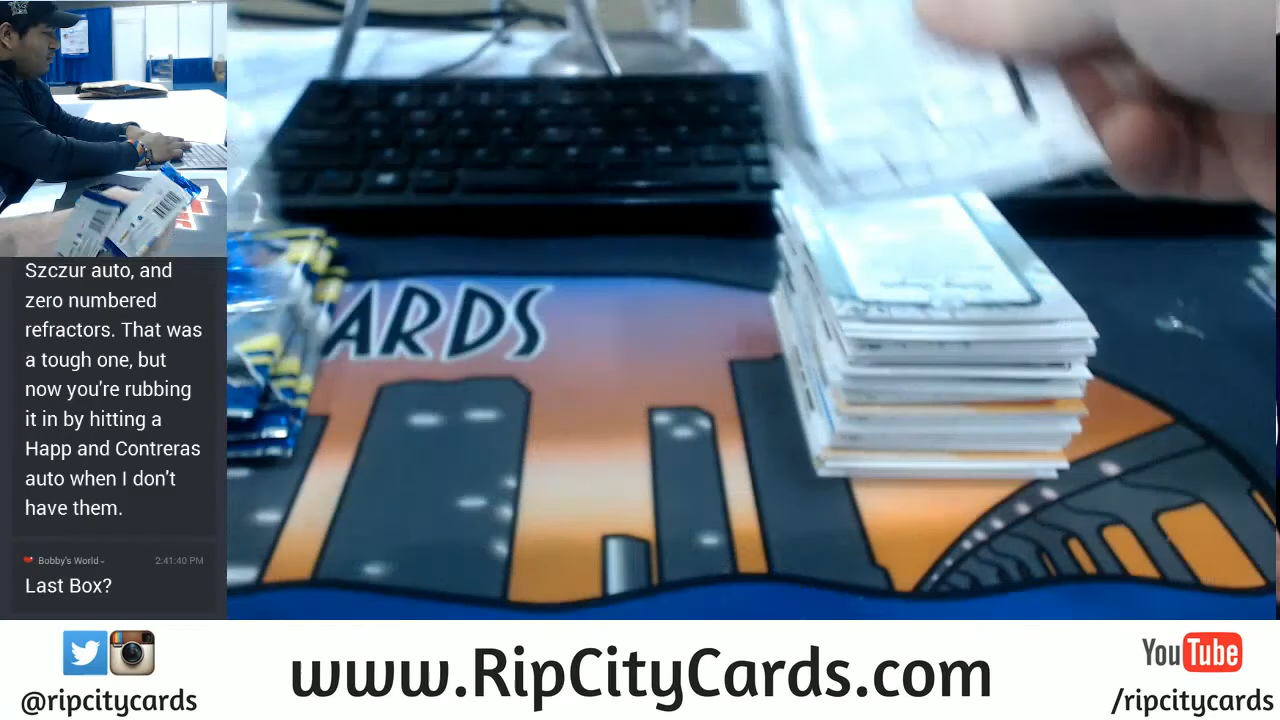 Szczur auto, and
zero numbered
refractors. That was
a tough one, but
now you're rubbing
it in by hitting a
Happ and Contreras
auto when I don't
have them.
Bobby's World~ 2:41:40 PM
Last Box?
ARDS
@ripcitycards
www.RipCityCards.com
YouTube
/ripcitycards